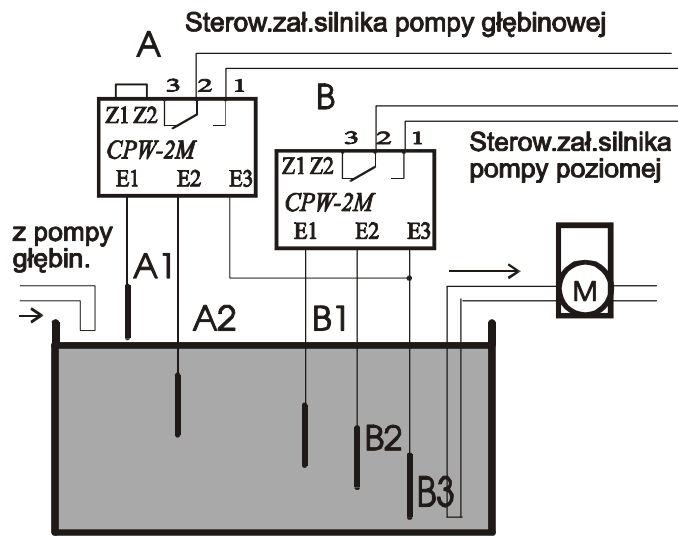 Sterow.zał.silnika pompy głębinowej
A
3 2 1
Z1 Z2
CPW-2M
E1 E2 E3
B
3 2 1
Z1 Z2
CPW-2M
E1 E2 E3
Sterow.zał.silnika
pompy poziomej
z pompy
głębin.
A1
A2
B1
M
B2
B3